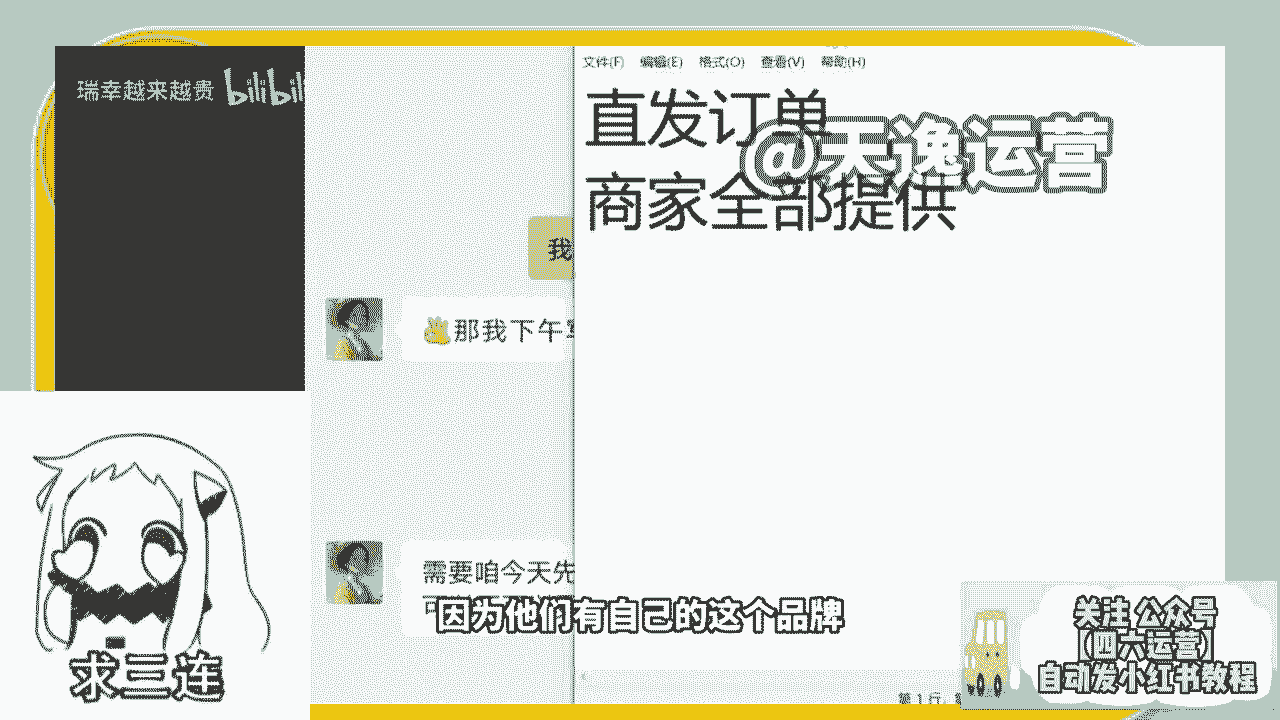 瑞幸越来越贵 bilibili
文件(F) 编辑(E) 格式(O) 查看(V) 帮助(H)
直发订单
@天逸运营
商家全部提供
我
那我下午
需要咱今天先
因为他们有自己的这个品牌
求三连
关注 公众号
【四六运营】
自动发小红书教程